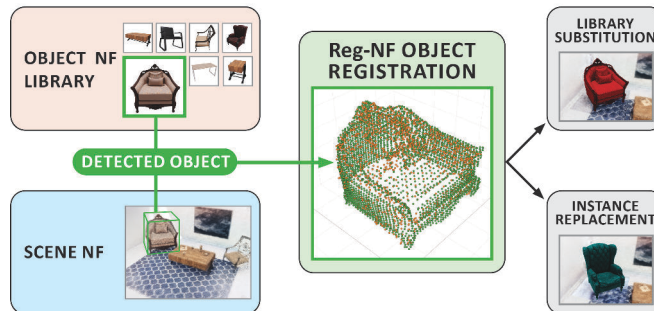 OBJECT NF
LIBRARY
DETECTED OBJECT
SCENE NF
Reg-NF OBJECT
REGISTRATION
LIBRARY
SUBSTITUTION
INSTANCE
REPLACEMENT